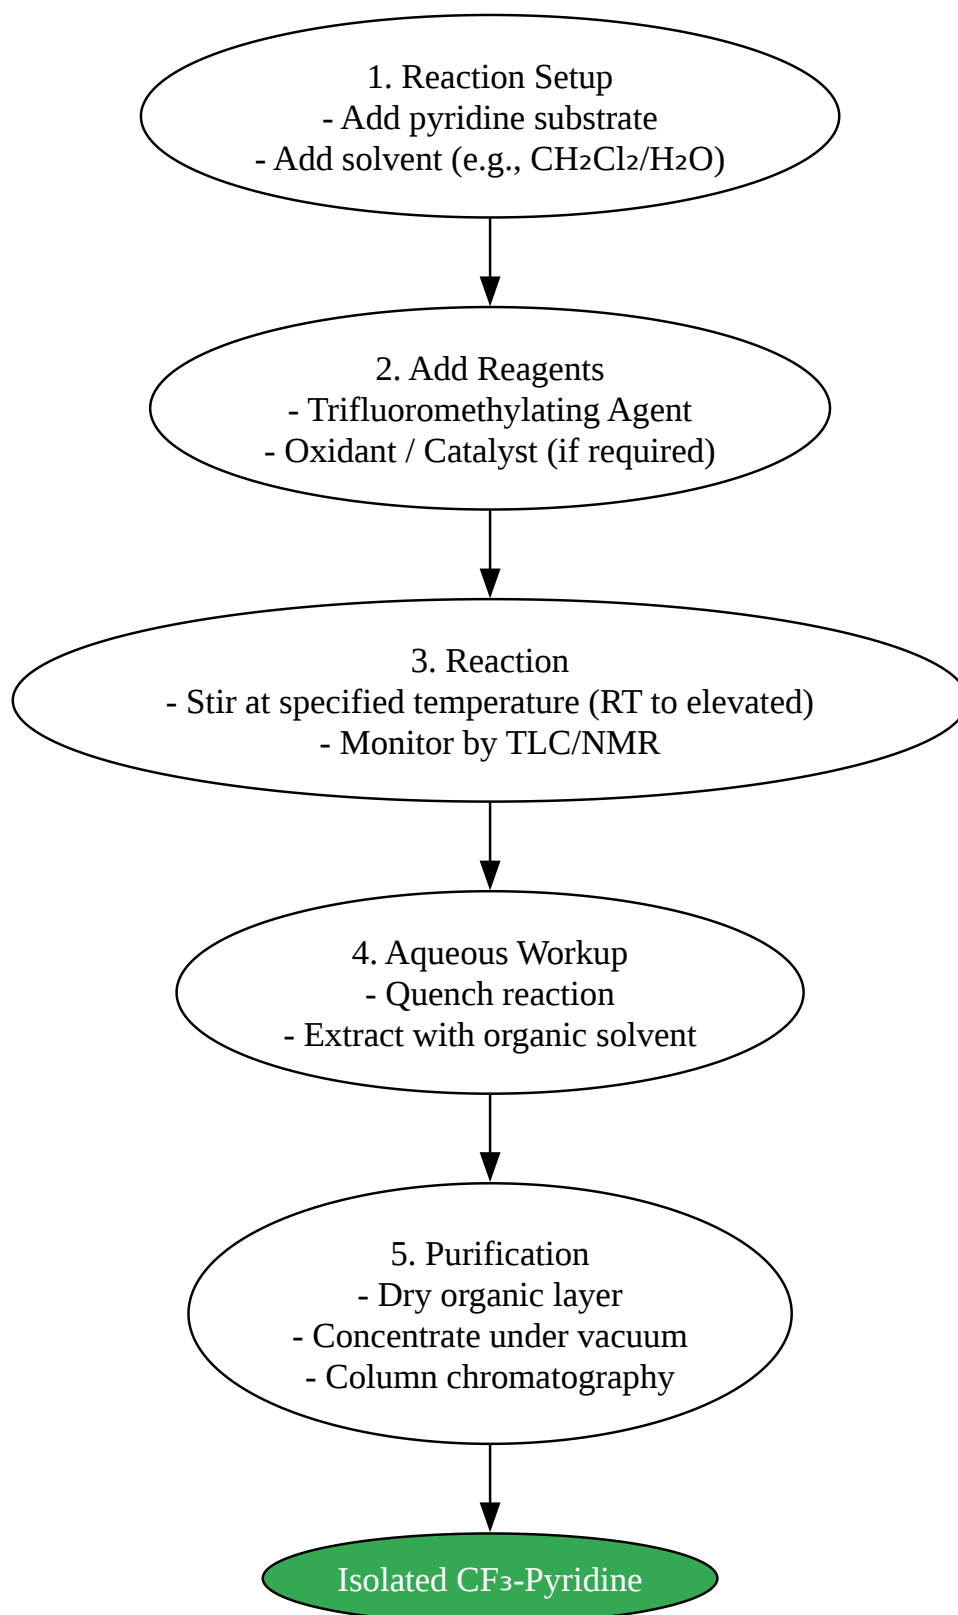 1. Reaction Setup
- Add pyridine substrate
- Add solvent (e.g., CH₂Cl₂/H₂O)
2. Add Reagents
- Trifluoromethylating Agent
- Oxidant / Catalyst (if required)
3. Reaction
- Stir at specified temperature (RT to elevated)
- Monitor by TLC/NMR
4. Aqueous Workup
- Quench reaction
- Extract with organic solvent
5. Purification
- Dry organic layer
- Concentrate under vacuum
- Column chromatography
Isolated CF₃-Pyridine